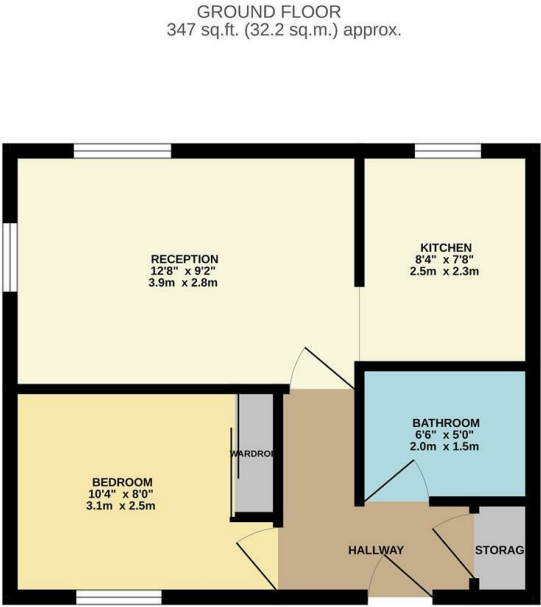 GROUND FLOOR
347 sq.ft. (32.2 sq.m.) approx.
RECEPTION
12'8" x 9'2"
3.9m x 2.8m
KITCHEN
8'4" x 7'8"
2.5m x 2.3m
BATHROOM
6'6" x 5'0"
2.0m x 1.5m
WARDROB
BEDROOM
10'4" x 8'0"
3.1m x 2.5m
HALLWAY
STORAG